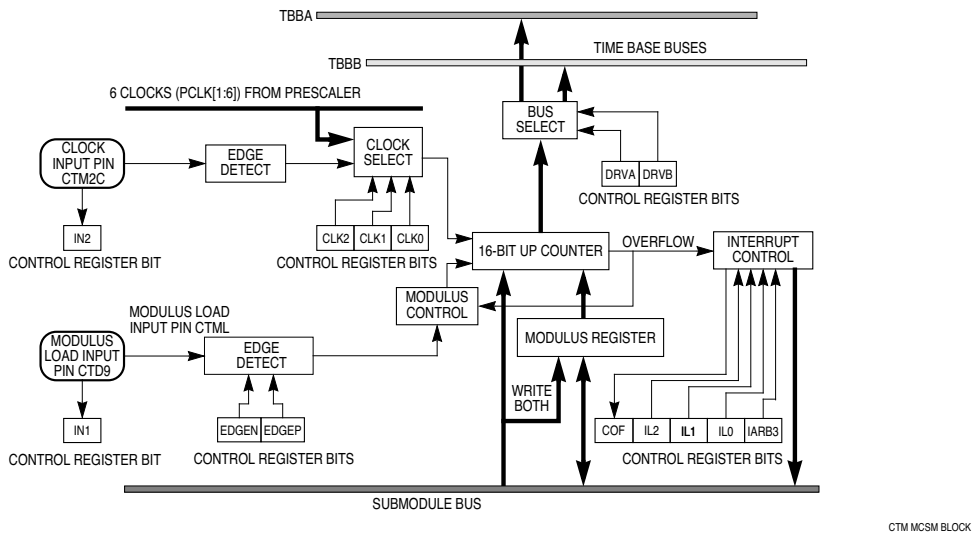 TBBA
TIME BASE BUSES
TBBB
6 CLOCKS (PCLK[1:6]) FROM PRESCALER
BUS
SELECT
CLOCK
INPUT PIN
CTM2C
EDGE
DETECT
CLOCK
SELECT
DRVA DRVB
CONTROL REGISTER BITS
IN2
CONTROL REGISTER BIT
CLK2 CLK1 CLK0
CONTROL REGISTER BITS
16-BIT UP COUNTER
OVERFLOW
INTERRUPT
CONTROL
MODULUS
CONTROL
MODULUS LOAD
INPUT PIN CTML
MODULUS
LOAD INPUT
PIN CTD9
EDGE
DETECT
MODULUS REGISTER
WRITE
BOTH
IN1
CONTROL REGISTER BIT
EDGEN EDGEP
CONTROL REGISTER BITS
COF IL2 IL1 IL0 IARB3
CONTROL REGISTER BITS
SUBMODULE BUS
CTM MCSM BLOCK